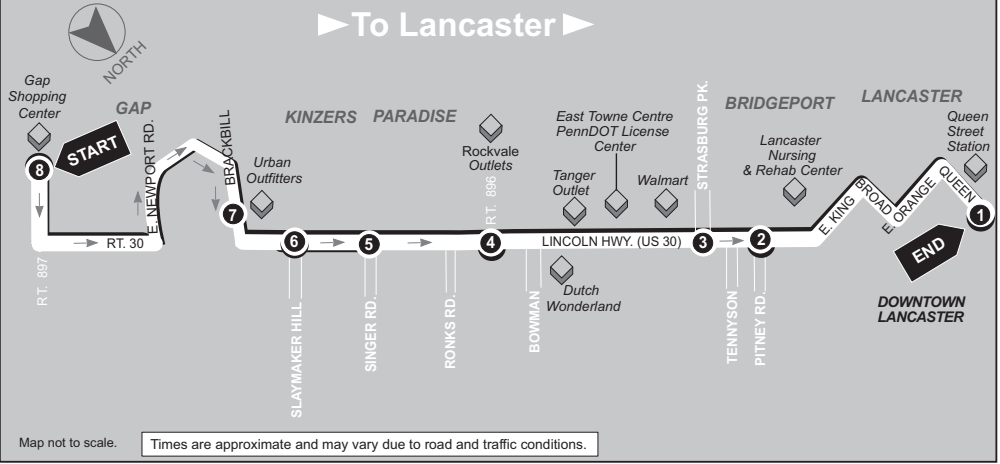 To Lancaster
NORTH
Gap
Shopping
Center
GAP
START
8
RT. 897
RT. 30
E. NEWPORT RD.
BRACKBILL
7
Urban
Outfitters
KINZERS
PARADISE
6
SLAYMAKER HILL
5
SINGER RD.
RONKS RD.
Rockvale
Outlets
RT. 896
4
BOWMAN
LINCOLN HWY. (US 30)
Tanger
Outlet
East Towne Centre
PennDOT License
Center
Walmart
Dutch
Wonderland
STRASBURG PK.
3
TENNYSON
2
PITNEY RD.
BRIDGEPORT
Lancaster
Nursing
& Rehab Center
E. KING
BROAD
E. ORANGE
QUEEN
LANCASTER
Queen
Street
Station
1
END
DOWNTOWN
LANCASTER
Map not to scale.
Times are approximate and may vary due to road and traffic conditions.